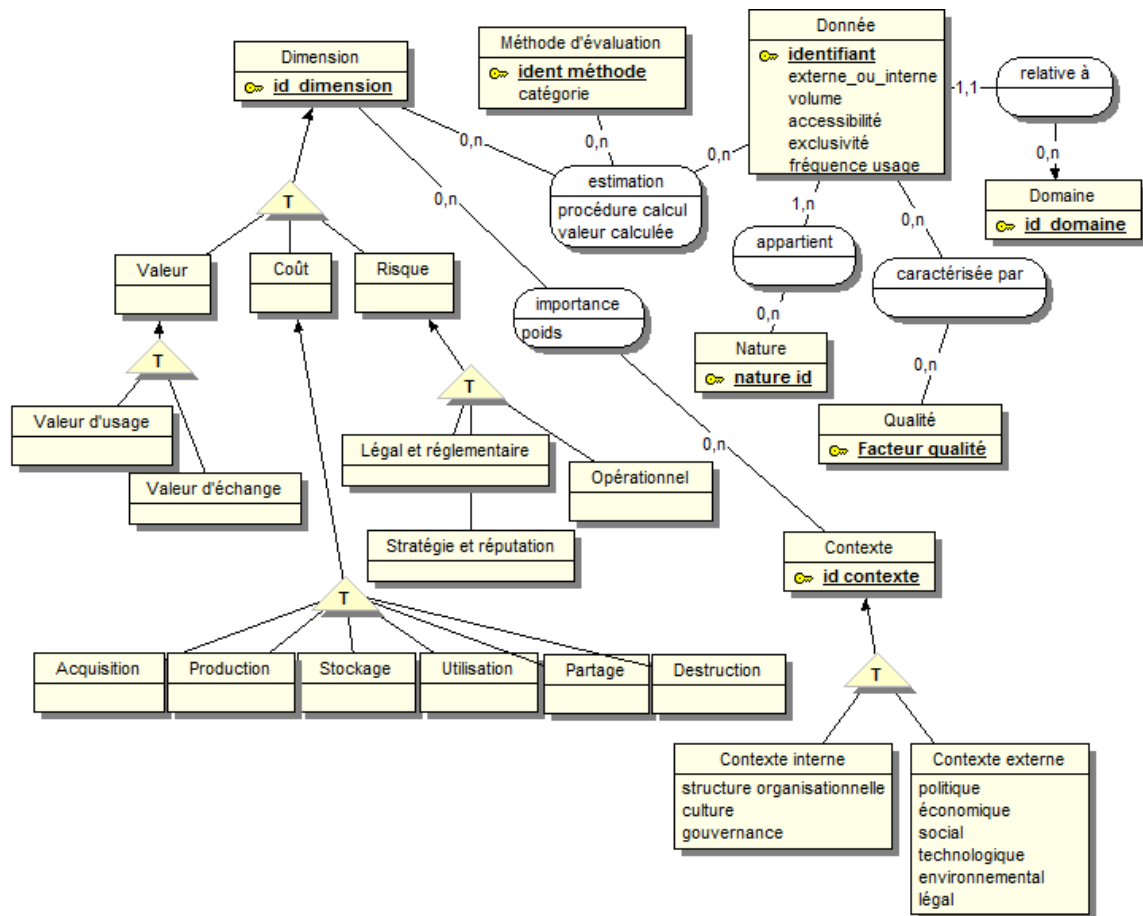 Donnée
identifiant
externe_ou_interne
volume
accessibilité
exclusivité
fréquence usage
Méthode d'évaluation
ident méthode
catégorie
Dimension
id_dimension
relative à
1,1
0,n
0,n
0,n
0,n
0,n
estimation
procédure calcul
valeur calculée
Domaine
id_domaine
1,n
0,n
0,n
appartient
caractérisée par
Valeur
Coût
Risque
importance
poids
0,n
0,n
Nature
nature id
0,n
Qualité
Facteur qualité
Valeur d'usage
Valeur d'échange
Légal et réglementaire
Opérationnel
Stratégie et réputation
Contexte
id contexte
T
T
T
T
T
Acquisition
Production
Stockage
Utilisation
Partage
Destruction
Contexte interne
structure organisationnelle
culture
gouvernance
Contexte externe
politique
économique
social
technologique
environnemental
légal